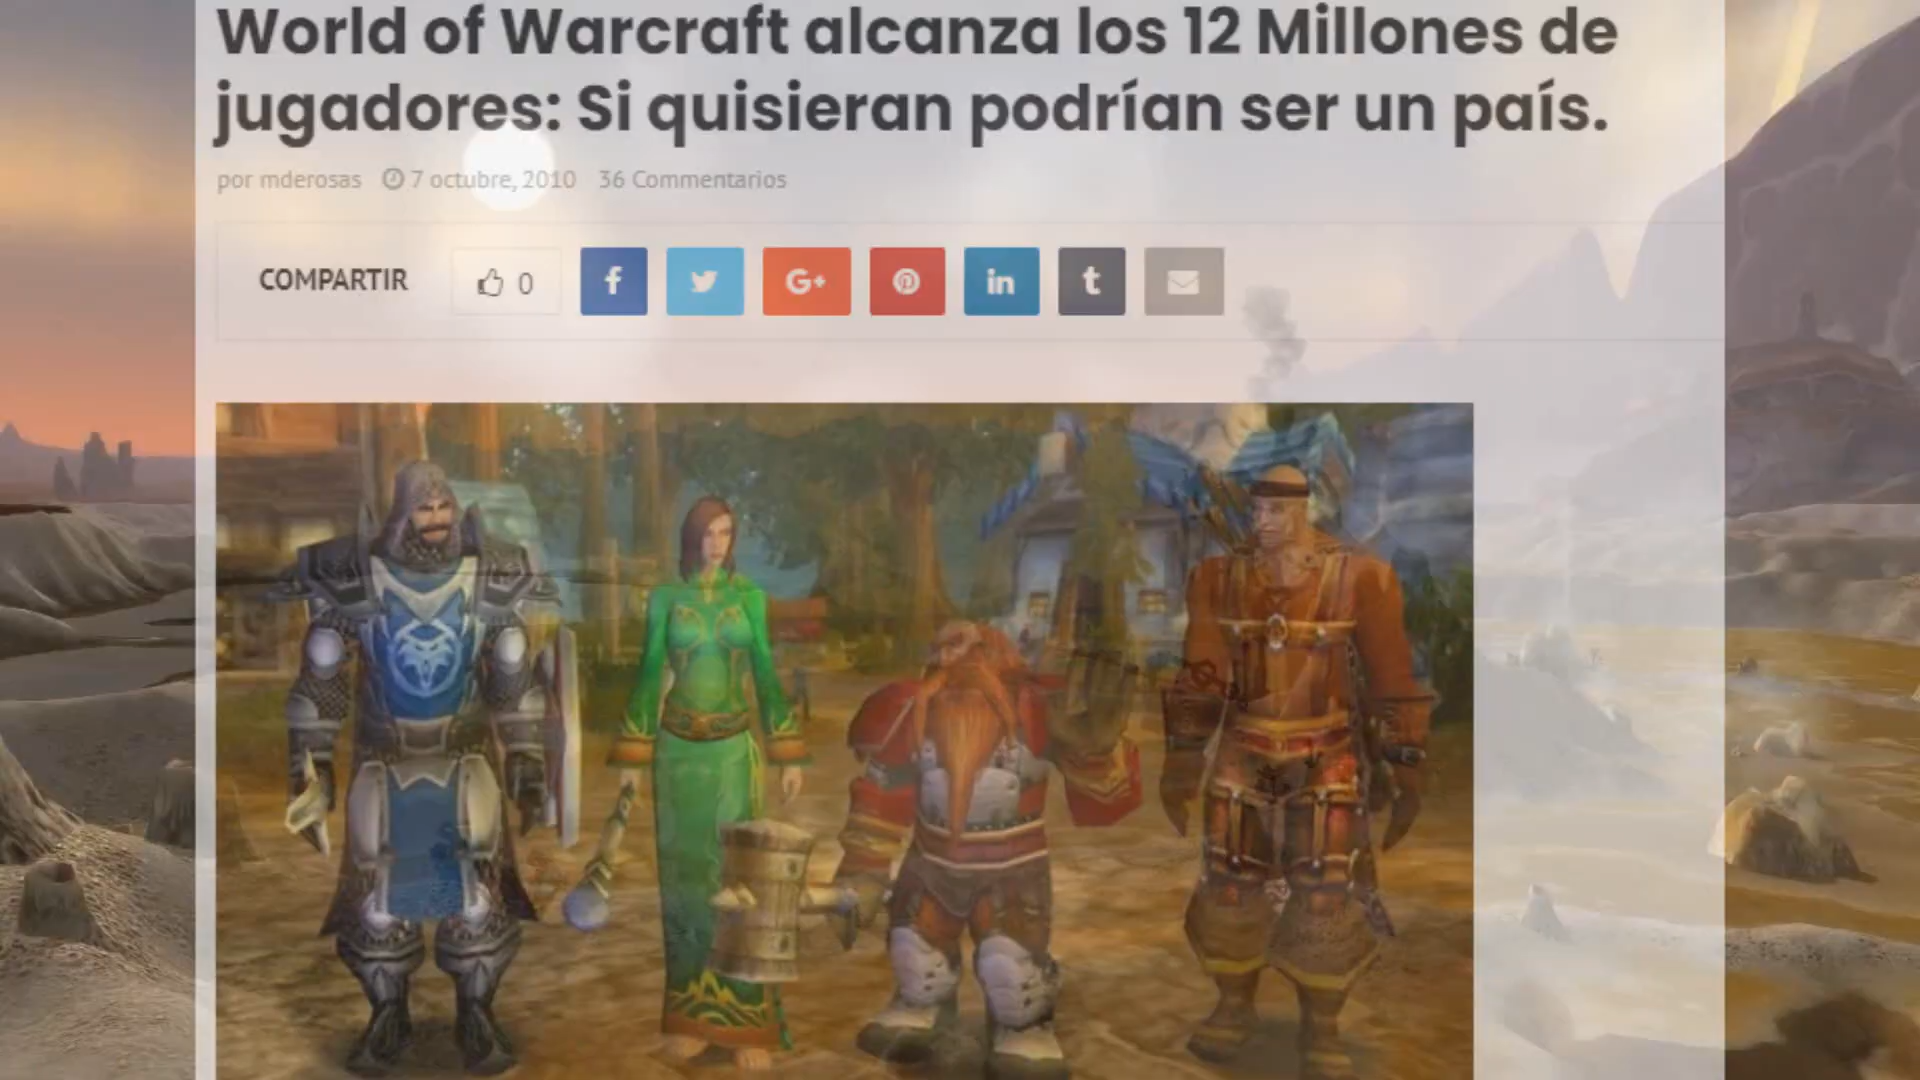 World of Warcraft alcanza los 12 Millones de
jugadores: Si quisieran podrían ser un país.
por mderosas 7 octubre, 2010 36 Commentarios
COMPARTIR 0 f G+ in t